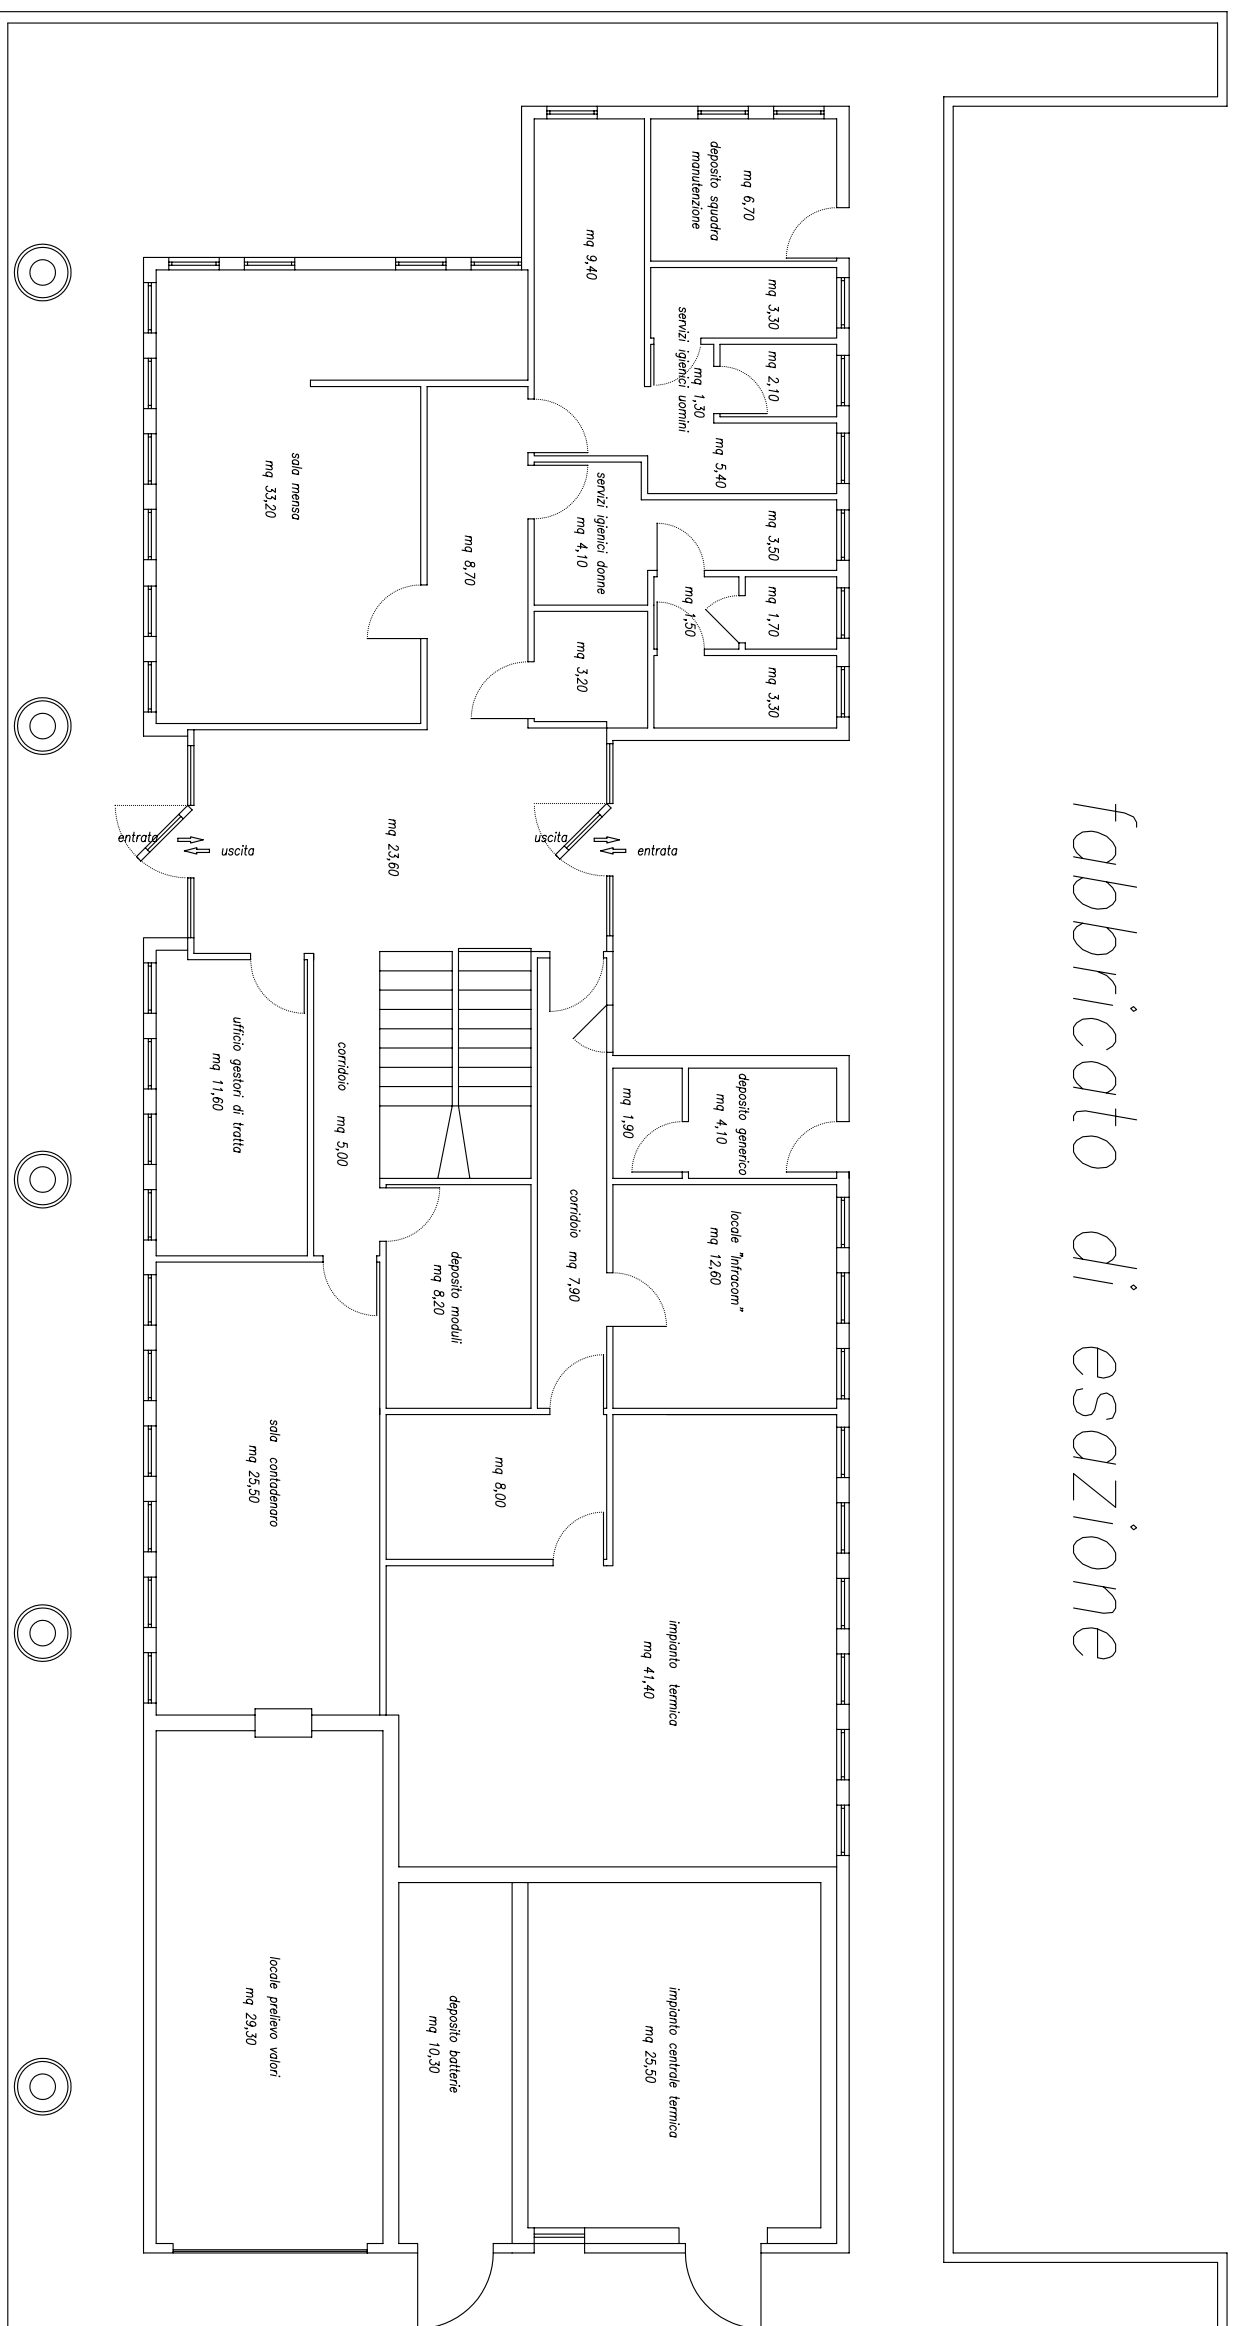 fabbricato di esazione
deposito squadra
manutenzione
mq 6,70
mq 9,40
mq 3,30
mq 2,10
servizi igienici uomini
mq 1,30
mq 5,40
servizi igienici donne
mq 4,10
mq 3,50
mq 1,70
mq 1,50
mq 3,30
mq 3,20
mq 8,70
sala mensa
mq 33,20
mq 23,60
entrata
uscita
uscita
entrata
deposito generico
mq 4,10
mq 1,90
locale "Infracom"
mq 12,60
corridoio mq 7,90
corridoio mq 5,00
ufficio gestori di tratta
mq 11,60
deposito moduli
mq 8,20
mq 8,00
sala contadenaro
mq 25,50
impianto termica
mq 41,40
impianto centrale termica
mq 25,50
deposito batterie
mq 10,30
locale prelievo valori
mq 29,30